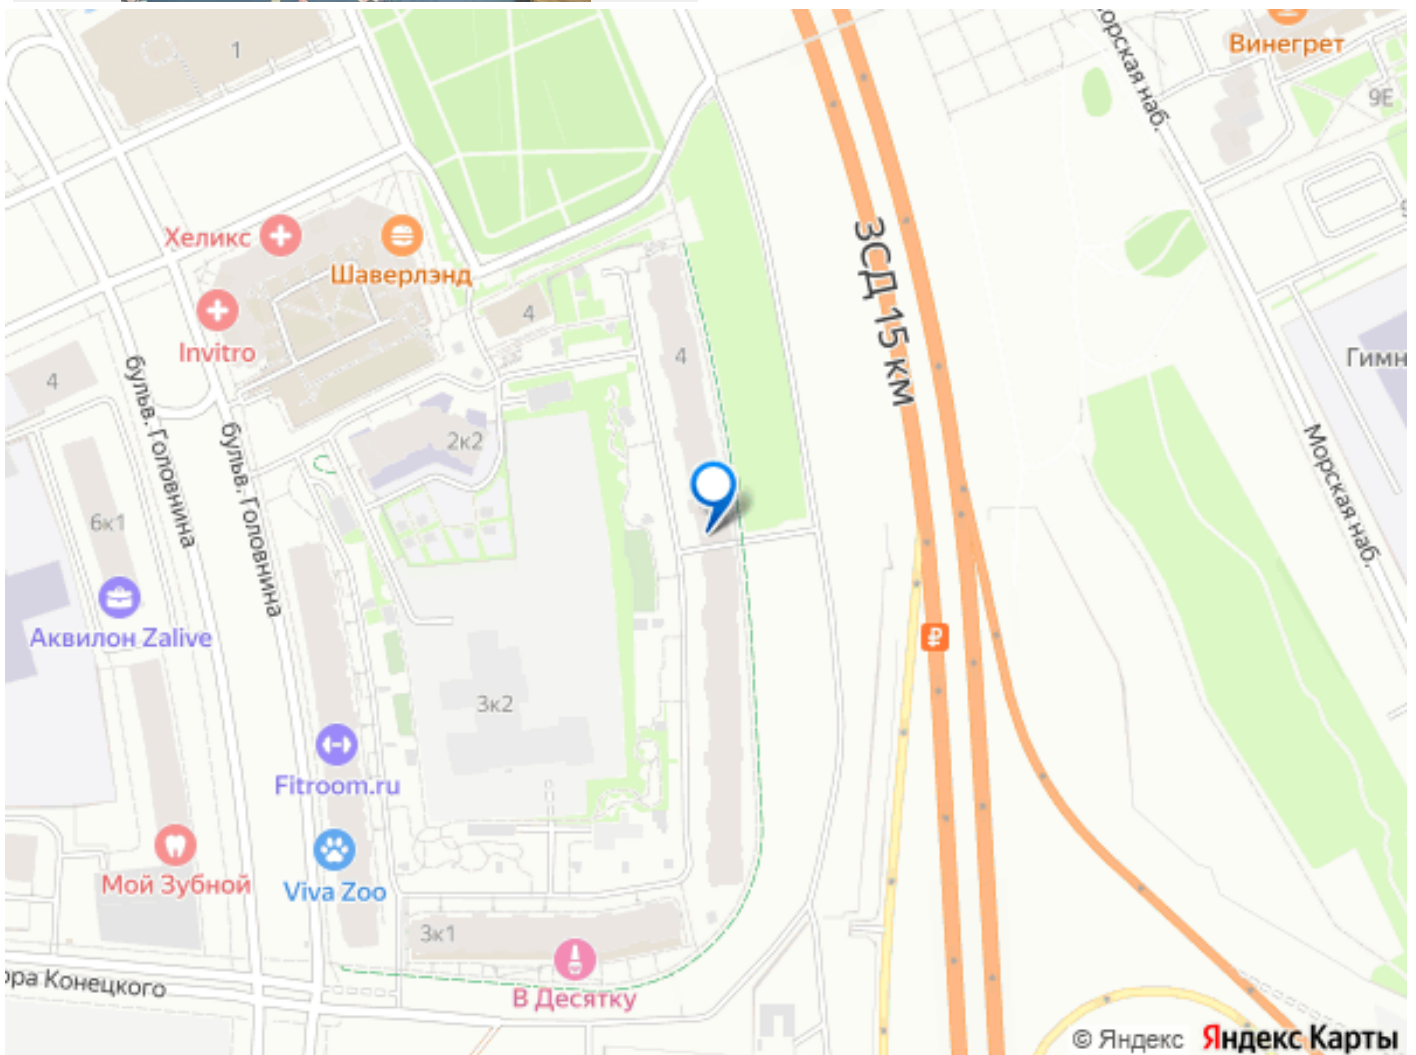 орская наб.
Винегрет
9Е
1
Хеликс
Шаверлэнд
ЗСД 15 км
Invitro
4
4
4
Гимн
бульв. Головнина
бульв. Головнина
2к2
Морская наб.
6к1
Аквилон Zalive
₽
3к2
Fitroom.ru
Мой Зубной
Viva Zoo
3к1
ора Конецкого
В Десятку
© Яндекс Яндекс Карты